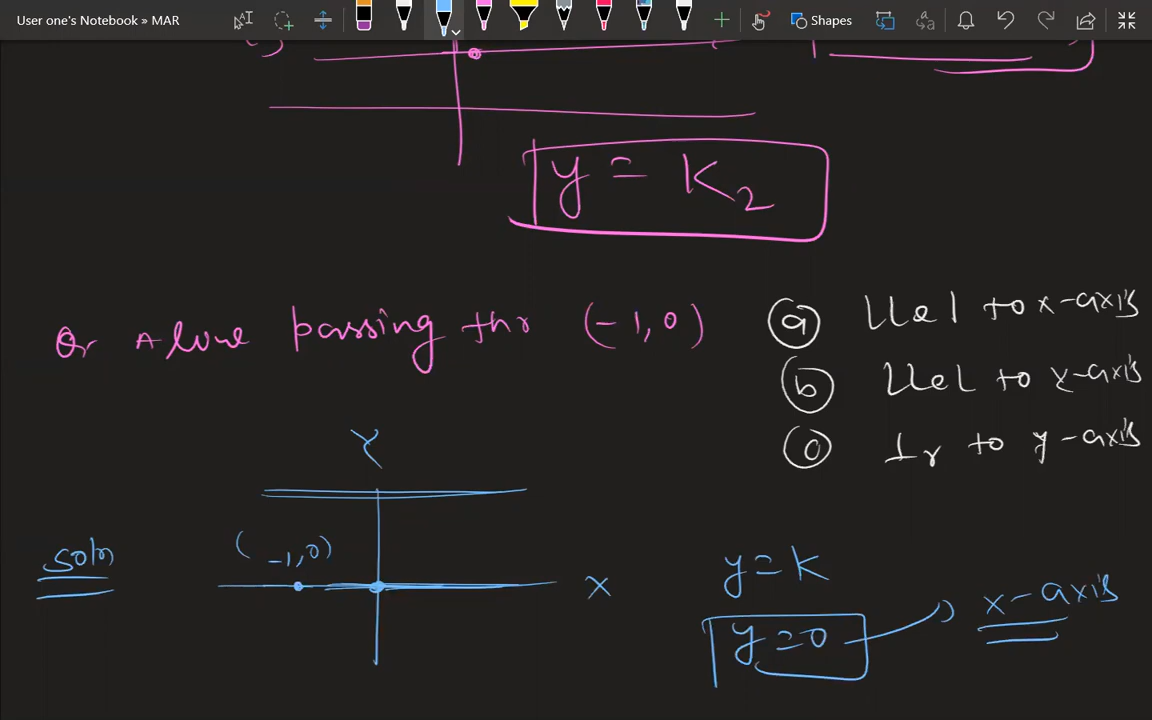 User one's Notebook » MAR
Shapes
y = K2
Or A line passing thr (-1,0)
(a) llel to x-axis
(b) llel to y-axis
(c) ⊥r to y-axis
Y
soln
(-1,0)
X
y = K
y = 0
x-axis